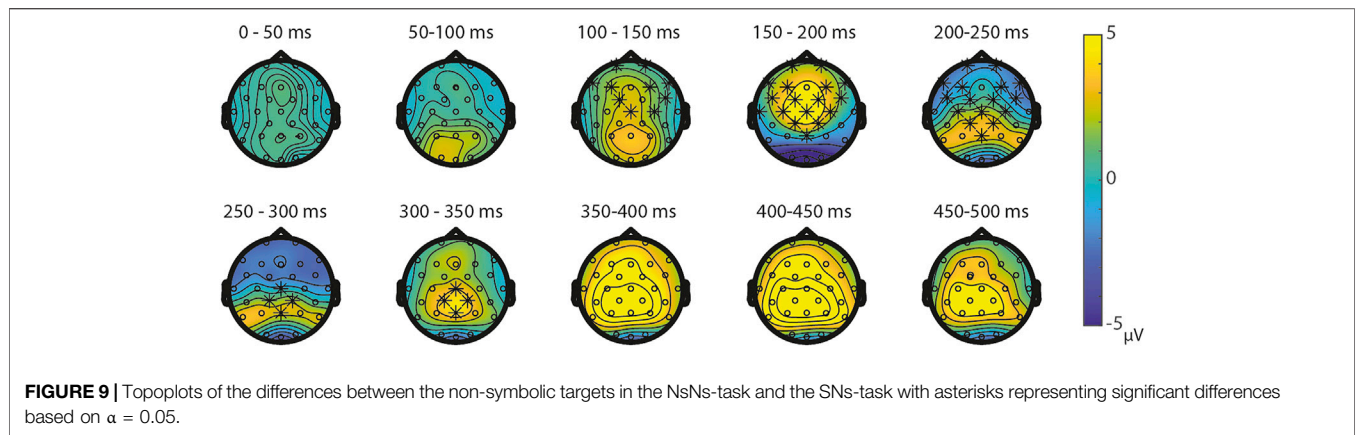 0 - 50 ms 50-100 ms 100 - 150 ms 150 - 200 ms 200-250 ms
5
0
-5
µV
250 - 300 ms 300 - 350 ms 350-400 ms 400-450 ms 450-500 ms
FIGURE 9 | Topoplots of the differences between the non-symbolic targets in the NsNs-task and the SNs-task with asterisks representing significant differences
based on α = 0.05.